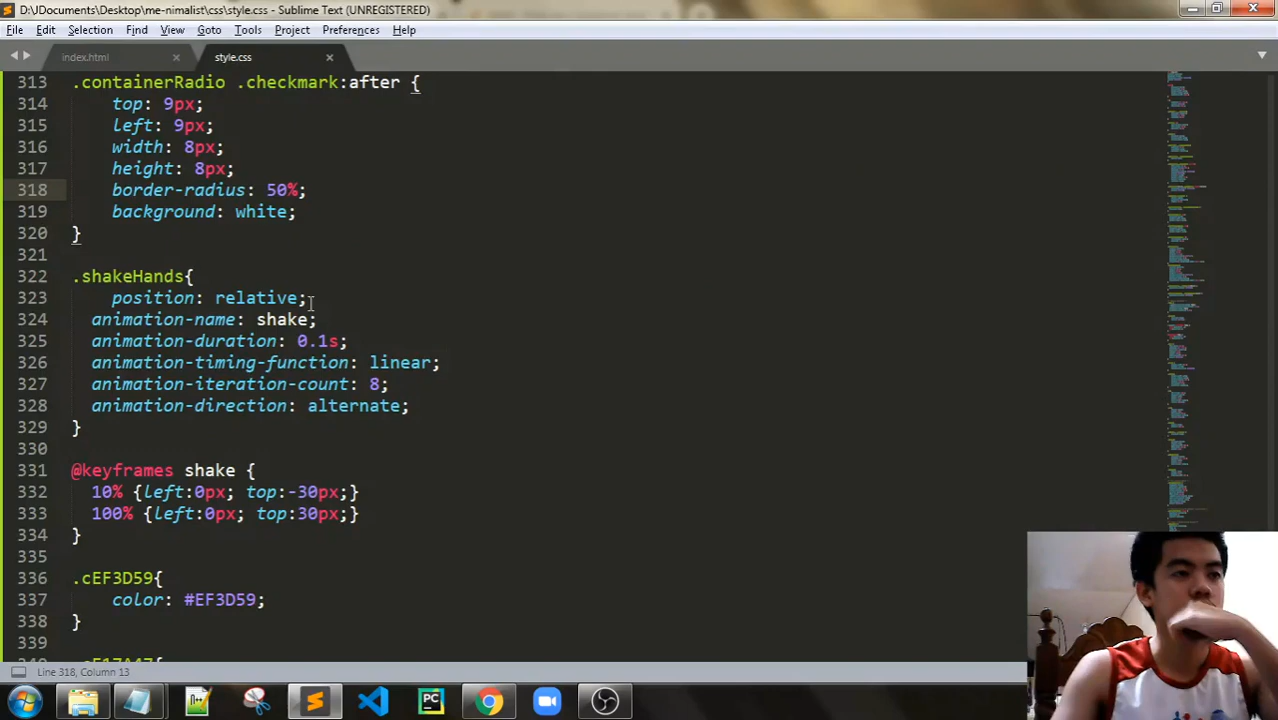 D:\JDocuments\Desktop\me-nimalist\css\style.css - Sublime Text (UNREGISTERED)
File Edit Selection Find View Goto Tools Project Preferences Help
index.html × style.css ×
313 .containerRadio .checkmark:after {
314 top: 9px;
315 left: 9px;
316 width: 8px;
317 height: 8px;
318 border-radius: 50%;
319 background: white;
320 }
321
322 .shakeHands{
323 position: relative;
324 animation-name: shake;
325 animation-duration: 0.1s;
326 animation-timing-function: linear;
327 animation-iteration-count: 8;
328 animation-direction: alternate;
329 }
330
331 @keyframes shake {
332 10% {left:0px; top:-30px;}
333 100% {left:0px; top:30px;}
334 }
335
336 .cEF3D59{
337 color: #EF3D59;
338 }
339
Line 318, Column 13
PC